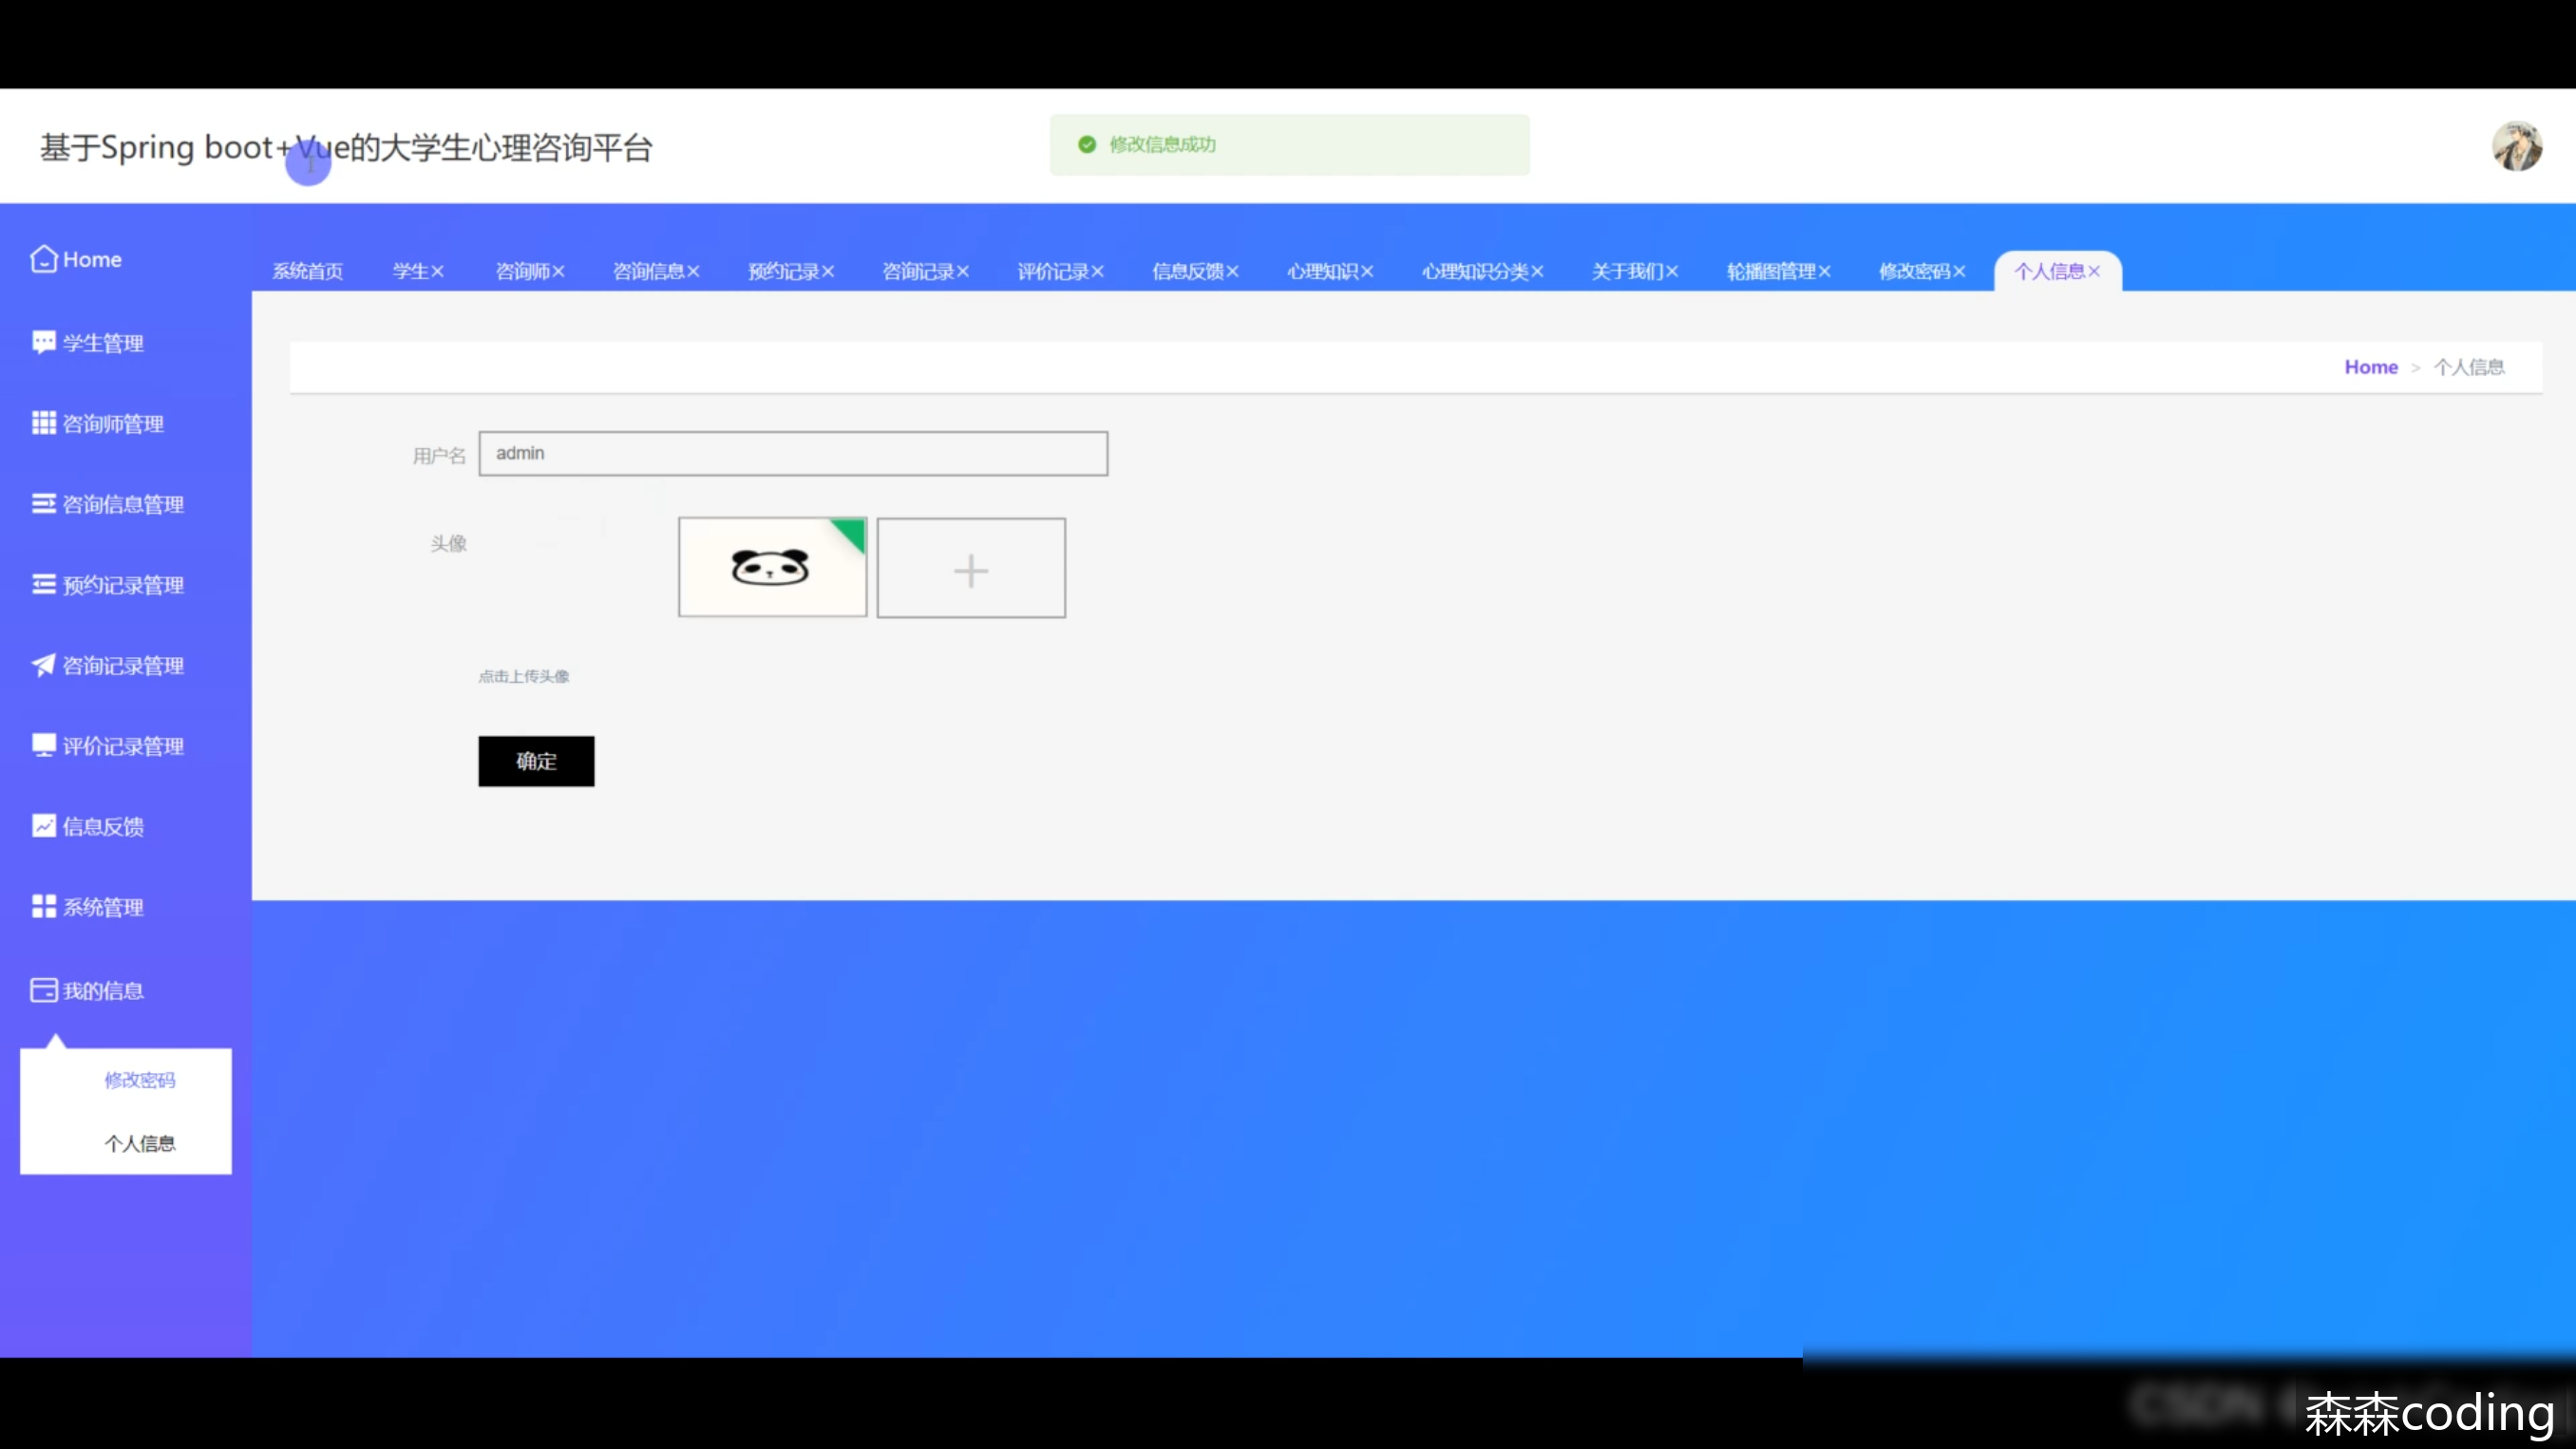 基于Spring boot+Vue的大学生心理咨询平台
修改信息成功
Home
系统首页 学生× 咨询师× 咨询信息× 预约记录× 咨询记录× 评价记录× 信息反馈× 心理知识× 心理知识分类× 关于我们× 轮播图管理× 修改密码× 个人信息×
学生管理
咨询师管理
咨询信息管理
预约记录管理
咨询记录管理
评价记录管理
信息反馈
系统管理
我的信息
修改密码
个人信息
Home > 个人信息
用户名 admin
头像
点击上传头像
确定
CSDN
森森coding